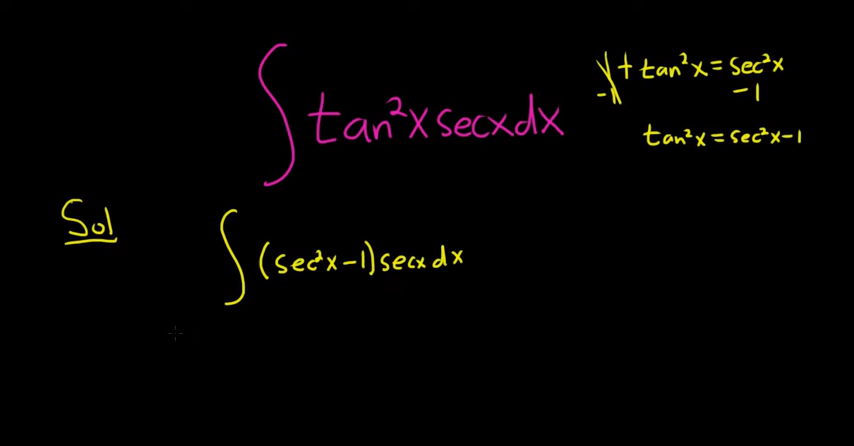 ∫ tan²x secx dx
1 + tan²x = sec²x
-1 -1
tan²x = sec²x - 1
Sol
∫ (sec²x - 1) secx dx